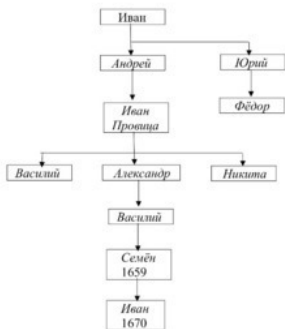 Иван
Андрей
Юрий
Иван
Провица
Фёдор
Василий
Александр
Никита
Василий
Семён
1659
Иван
1670